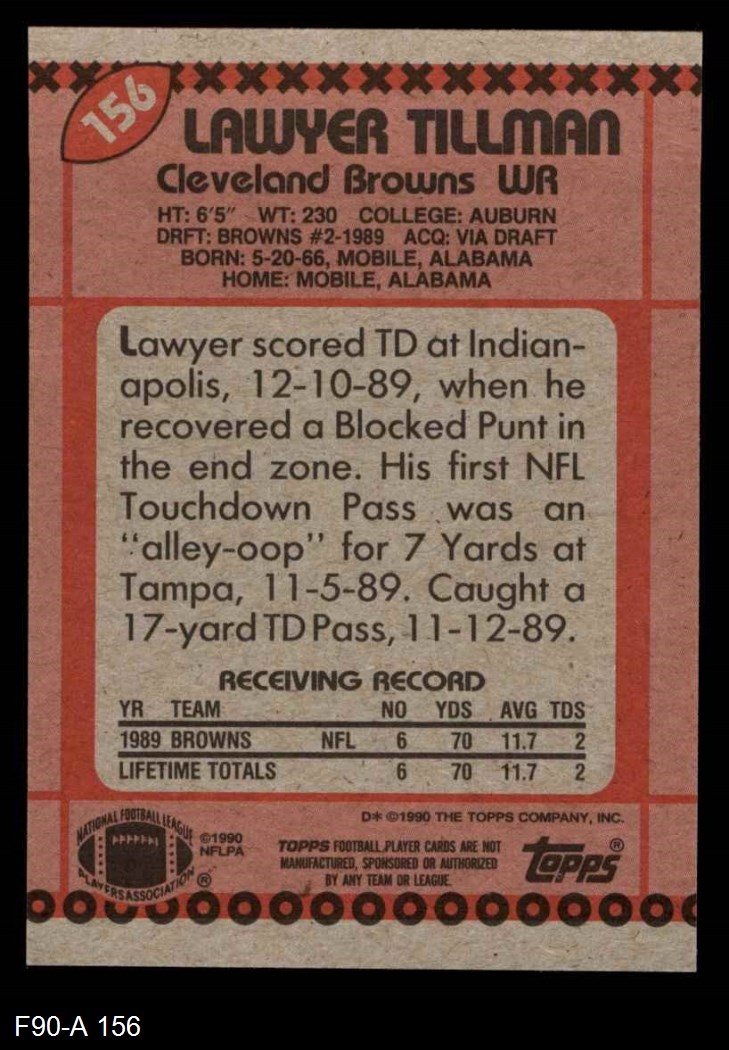 156
LAWYER TILLMAN
Cleveland Browns WR
HT: 6'5" WT: 230 COLLEGE: AUBURN
DRFT: BROWNS #2-1989 ACQ: VIA DRAFT
BORN: 5-20-66, MOBILE, ALABAMA
HOME: MOBILE, ALABAMA
Lawyer scored TD at Indian-
apolis, 12-10-89, when he
recovered a Blocked Punt in
the end zone. His first NFL
Touchdown Pass was an
"alley-oop" for 7 Yards at
Tampa, 11-5-89. Caught a
17-yard TD Pass, 11-12-89.
RECEIVING RECORD
YR TEAM NO YDS AVG TDS
1989 BROWNS NFL 6 70 11.7 2
LIFETIME TOTALS 6 70 11.7 2
D* ©1990 THE TOPPS COMPANY, INC.
NATIONAL FOOTBALL LEAGUE
PLAYERS ASSOCIATION ®
©1990
NFLPA
TOPPS FOOTBALL PLAYER CARDS ARE NOT
MANUFACTURED, SPONSORED OR AUTHORIZED
BY ANY TEAM OR LEAGUE.
topps®
F90-A 156